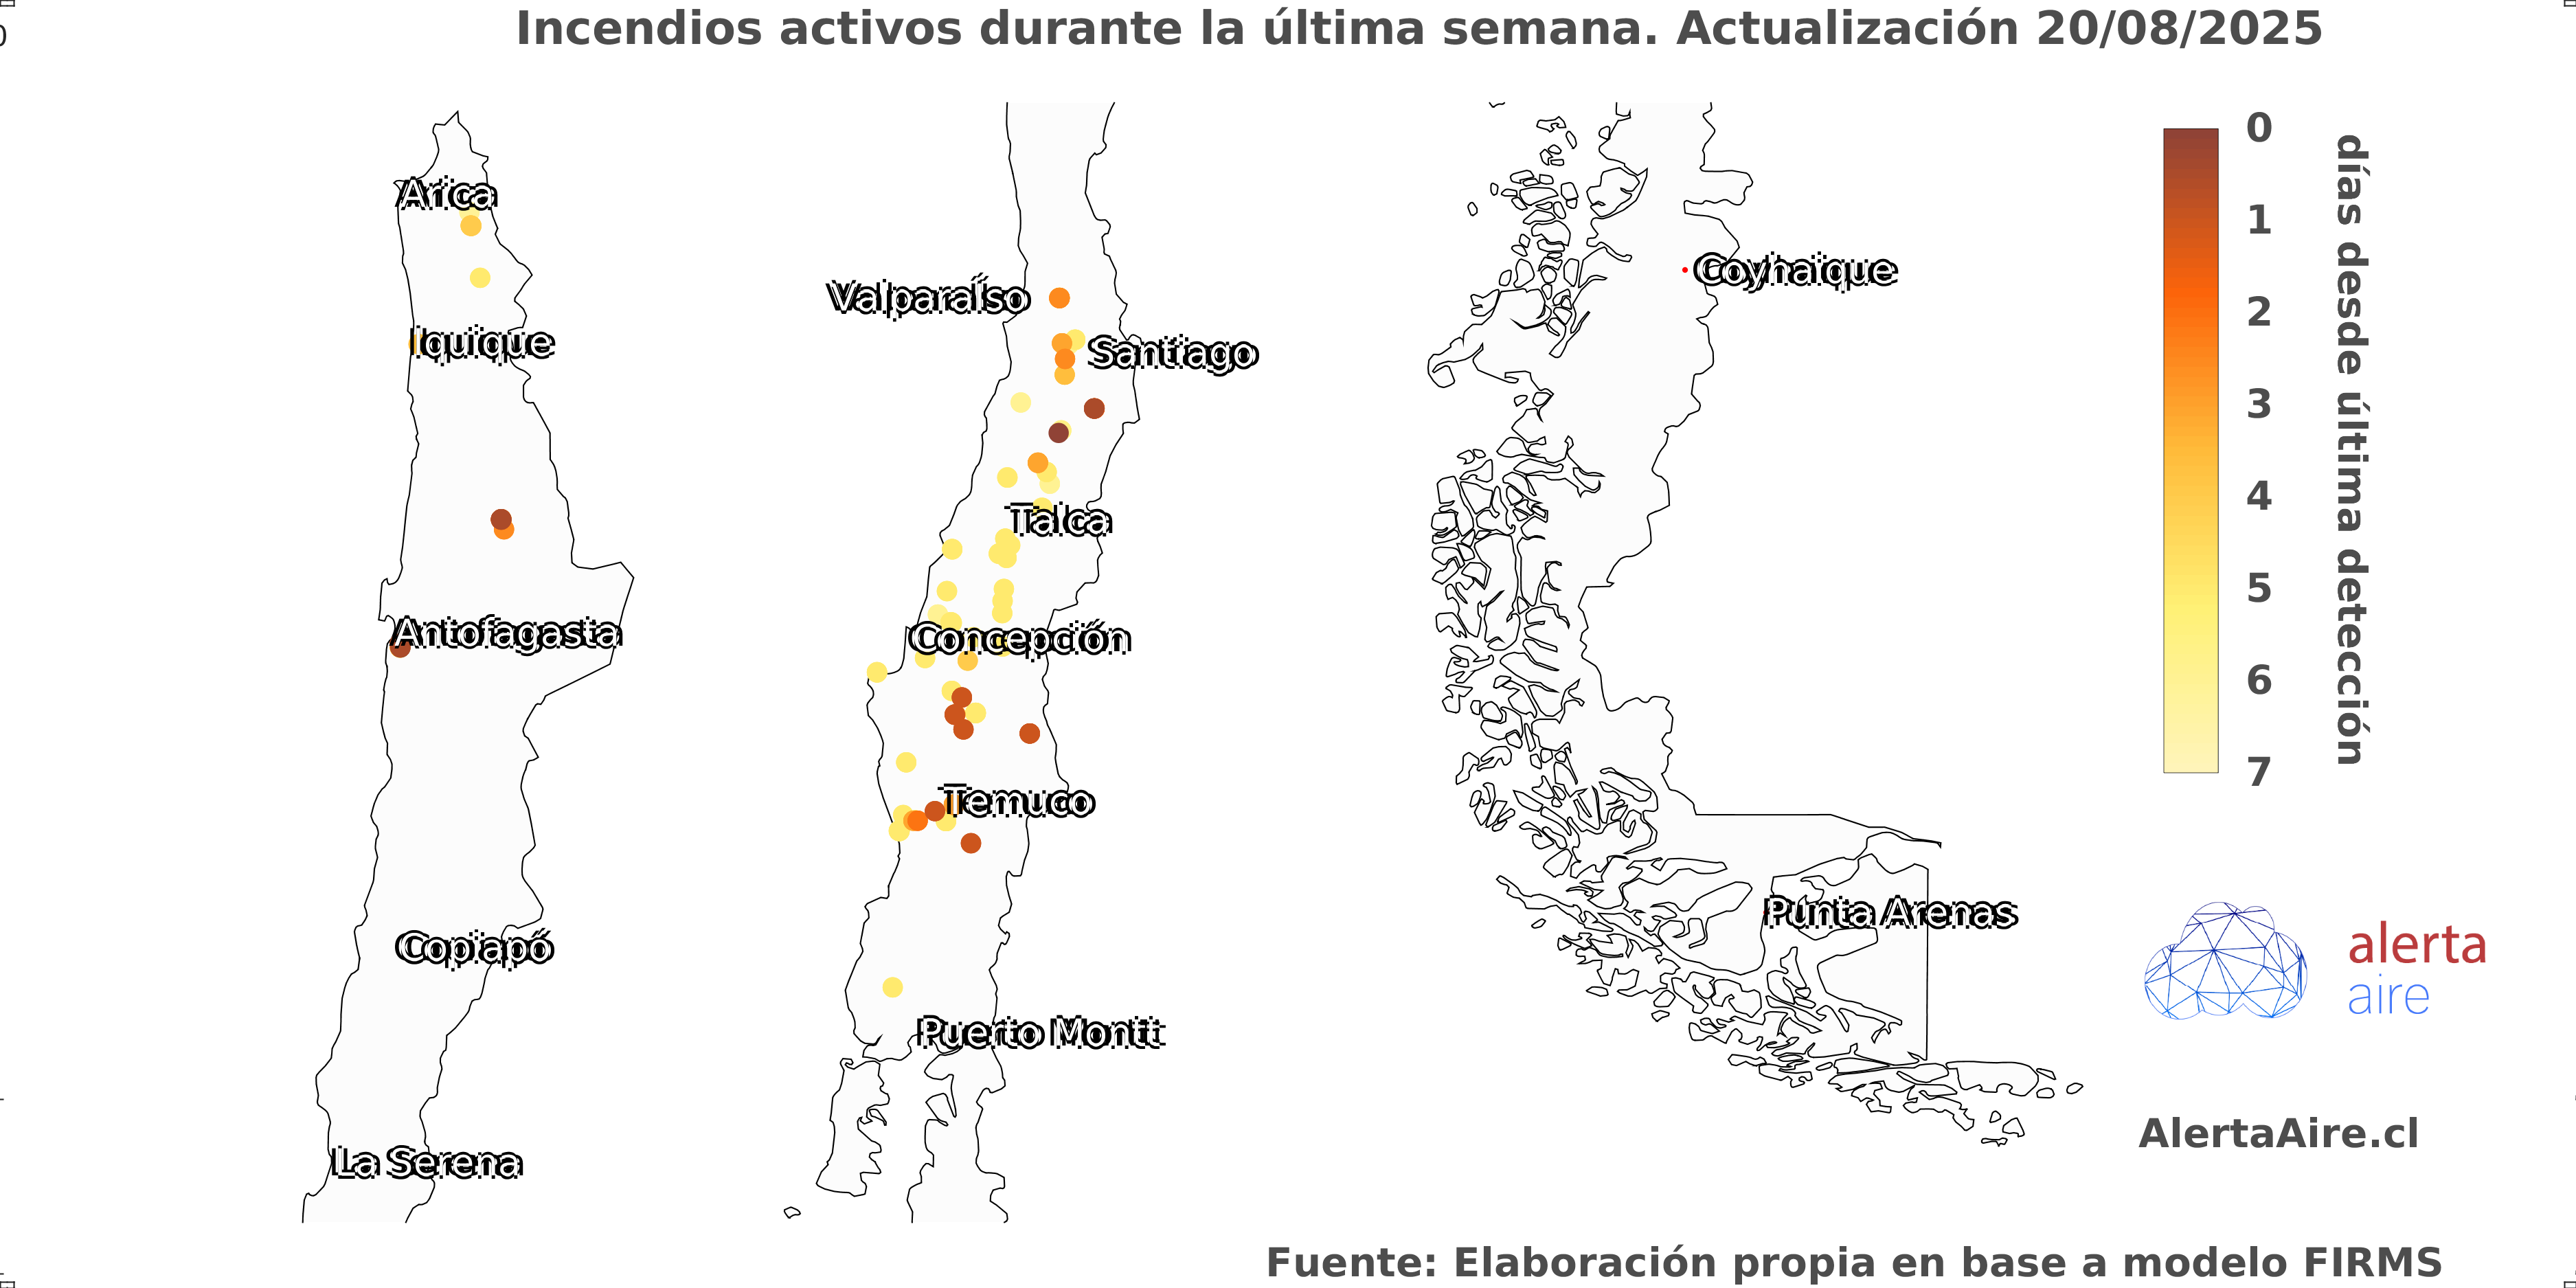 Incendios activos durante la última semana. Actualización 20/08/2025
0
Arica
Iquique
Antofagasta
Copiapó
La Serena
Valparaíso
Santiago
Talca
Concepción
Temuco
Puerto Montt
Coyhaique
Punta Arenas
0
1
2
3
4
5
6
7
días desde última detección
alerta
aire
AlertaAire.cl
Fuente: Elaboración propia en base a modelo FIRMS